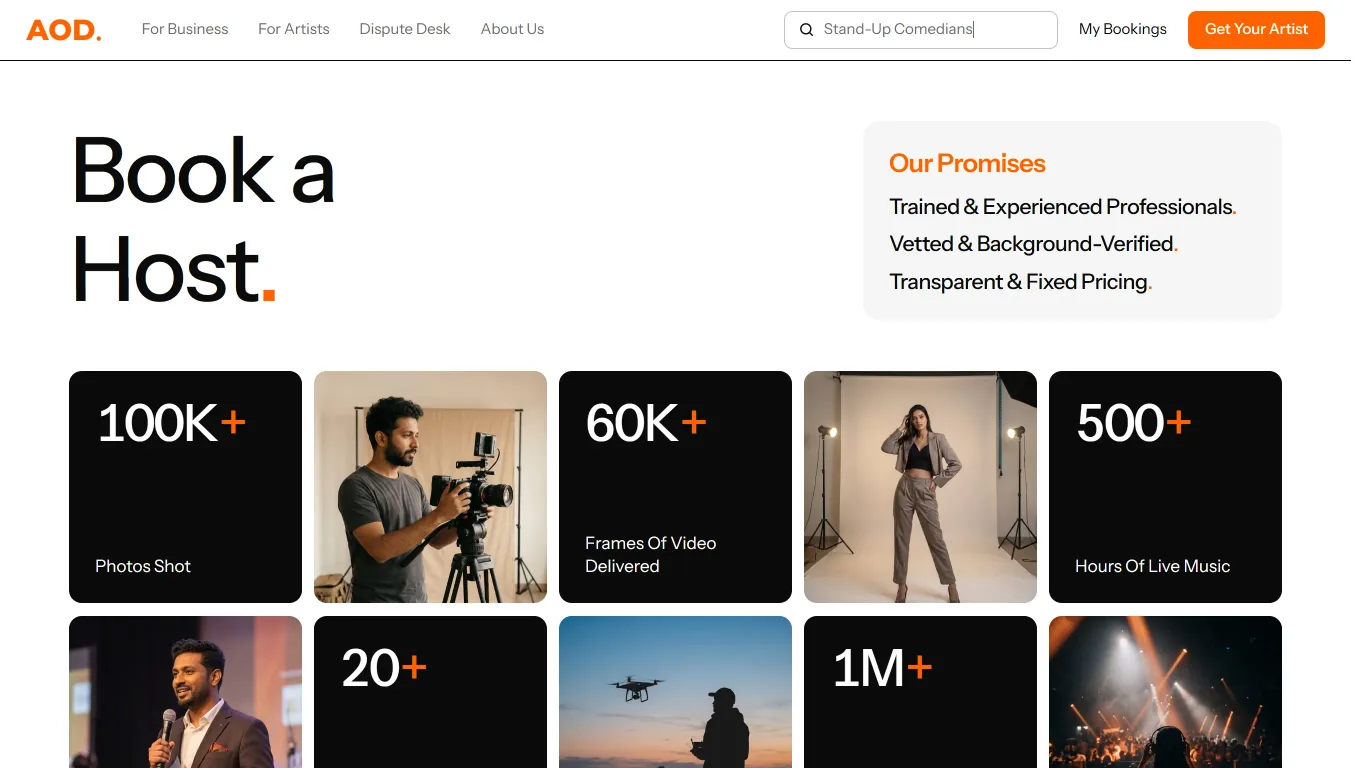 AOD.
For Business
For Artists
Dispute Desk
About Us
Stand-Up Comedians
My Bookings
Get Your Artist
Book a
Host.
Our Promises
Trained & Experienced Professionals.
Vetted & Background-Verified.
Transparent & Fixed Pricing.
100K+
Photos Shot
60K+
Frames Of Video
Delivered
500+
Hours Of Live Music
20+
1M+